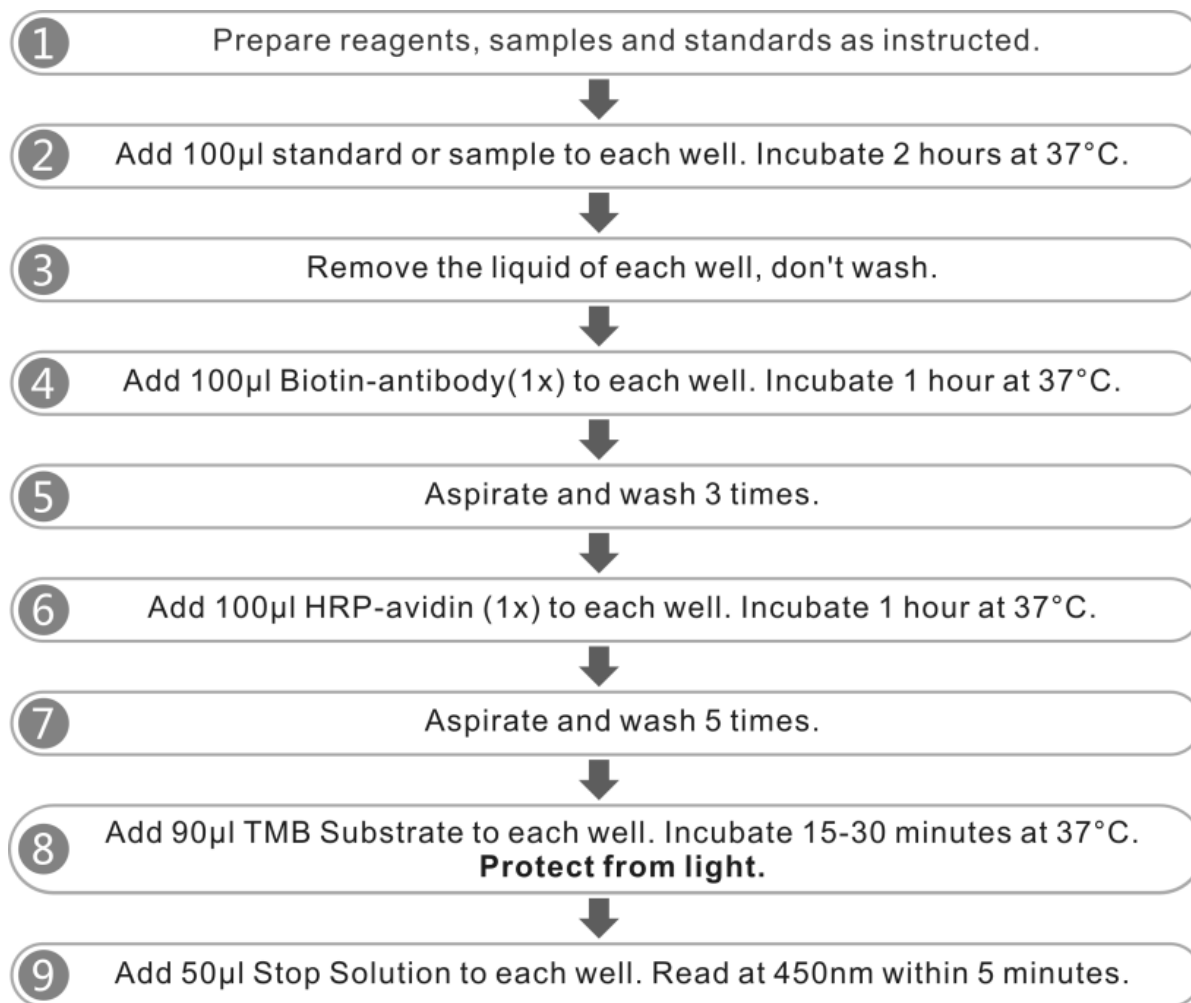 1 Prepare reagents, samples and standards as instructed.
2 Add 100µl standard or sample to each well. Incubate 2 hours at 37°C.
3 Remove the liquid of each well, don't wash.
4 Add 100µl Biotin-antibody(1x) to each well. Incubate 1 hour at 37°C.
5 Aspirate and wash 3 times.
6 Add 100µl HRP-avidin (1x) to each well. Incubate 1 hour at 37°C.
7 Aspirate and wash 5 times.
8 Add 90µl TMB Substrate to each well. Incubate 15-30 minutes at 37°C.
Protect from light.
9 Add 50µl Stop Solution to each well. Read at 450nm within 5 minutes.